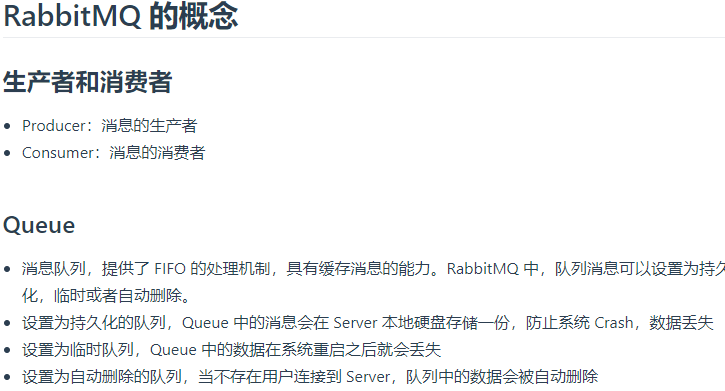 RabbitMQ 的概念
生产者和消费者
Producer：消息的生产者
Consumer：消息的消费者
Queue
消息队列，提供了 FIFO 的处理机制，具有缓存消息的能力。RabbitMQ 中，队列消息可以设置为持久
化，临时或者自动删除。
设置为持久化的队列，Queue 中的消息会在 Server 本地硬盘存储一份，防止系统 Crash，数据丢失
设置为临时队列，Queue 中的数据在系统重启之后就会丢失
设置为自动删除的队列，当不存在用户连接到 Server，队列中的数据会被自动删除